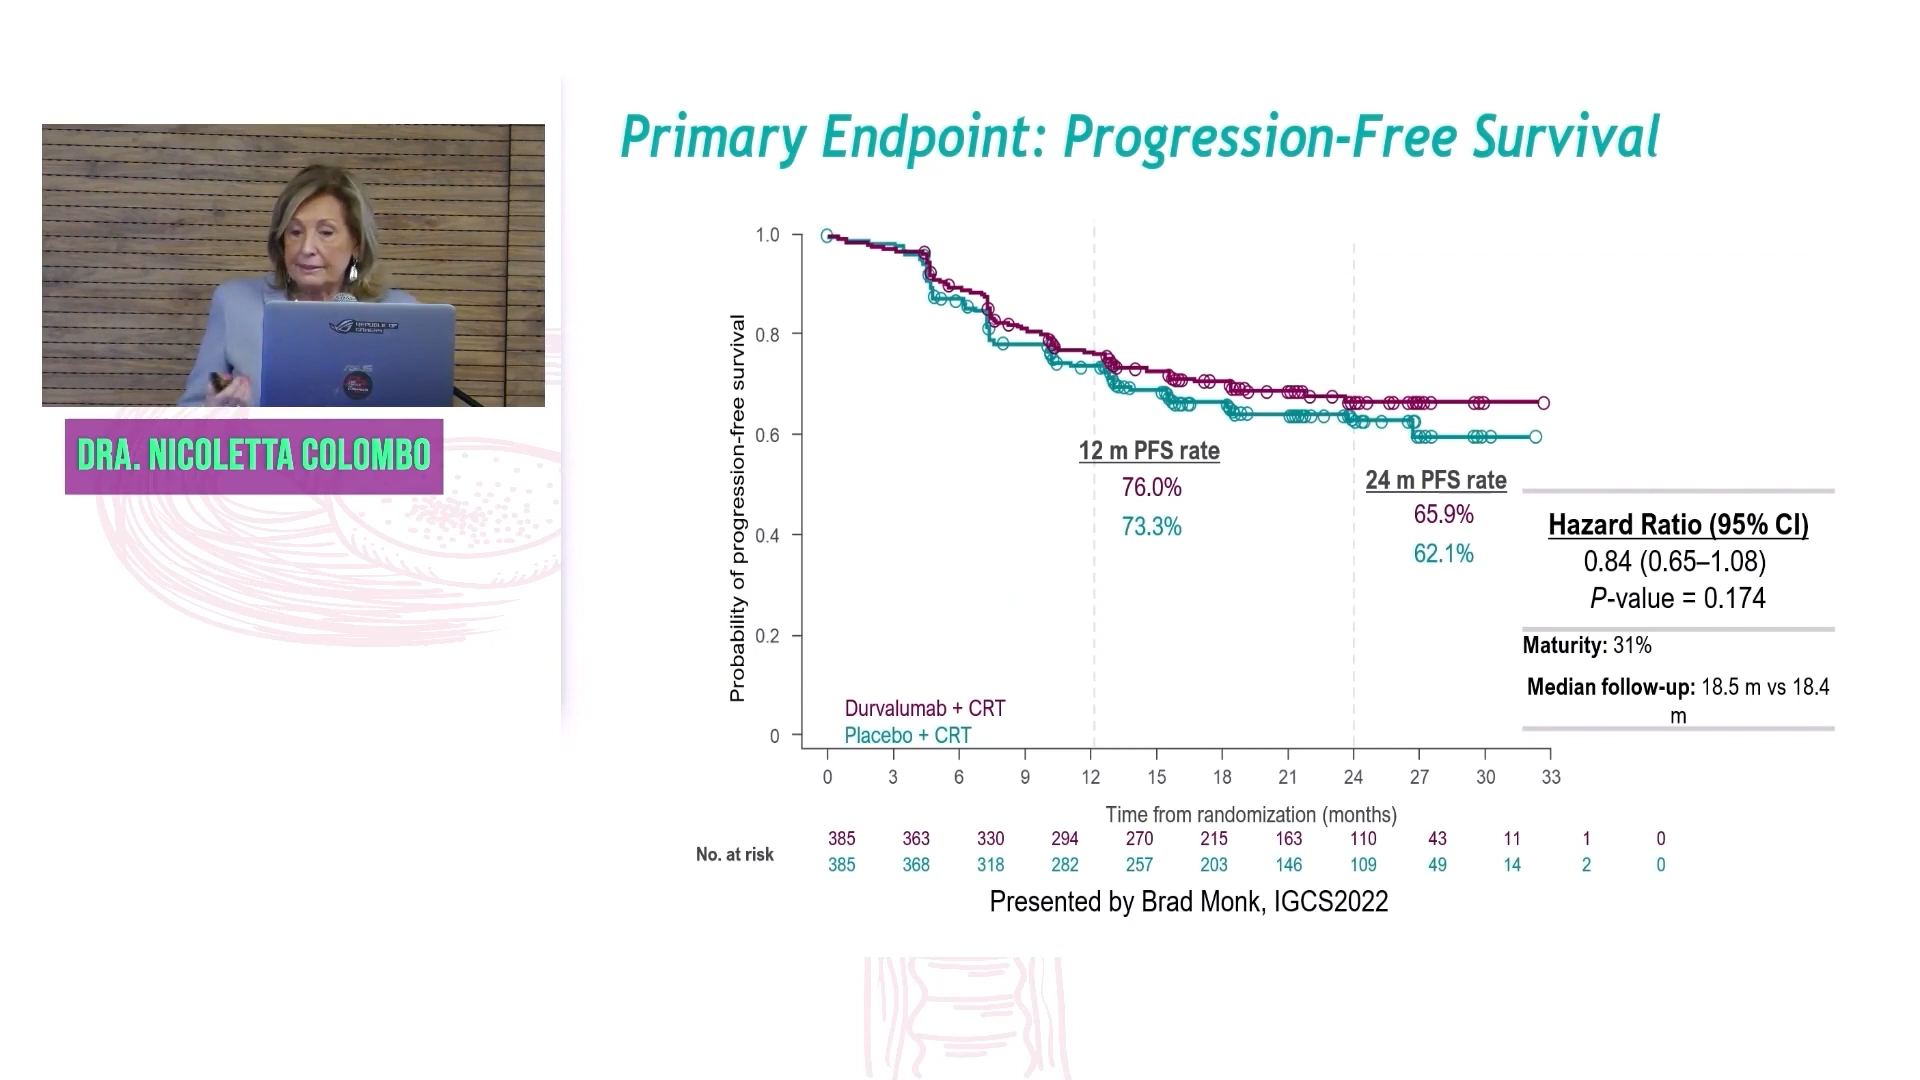 Primary Endpoint: Progression-Free Survival
REPUBLIC OF
GAMERS
ASUS
DRA. NICOLETTA COLOMBO
Probability of progression-free survival
1.0
0.8
0.6
0.4
0.2
0
12 m PFS rate
76.0%
73.3%
24 m PFS rate
65.9%
62.1%
Hazard Ratio (95% CI)
0.84 (0.65–1.08)
P-value = 0.174
Maturity: 31%
Median follow-up: 18.5 m vs 18.4
m
Durvalumab + CRT
Placebo + CRT
0 3 6 9 12 15 18 21 24 27 30 33
Time from randomization (months)
No. at risk
385 363 330 294 270 215 163 110 43 11 1 0
385 368 318 282 257 203 146 109 49 14 2 0
Presented by Brad Monk, IGCS2022